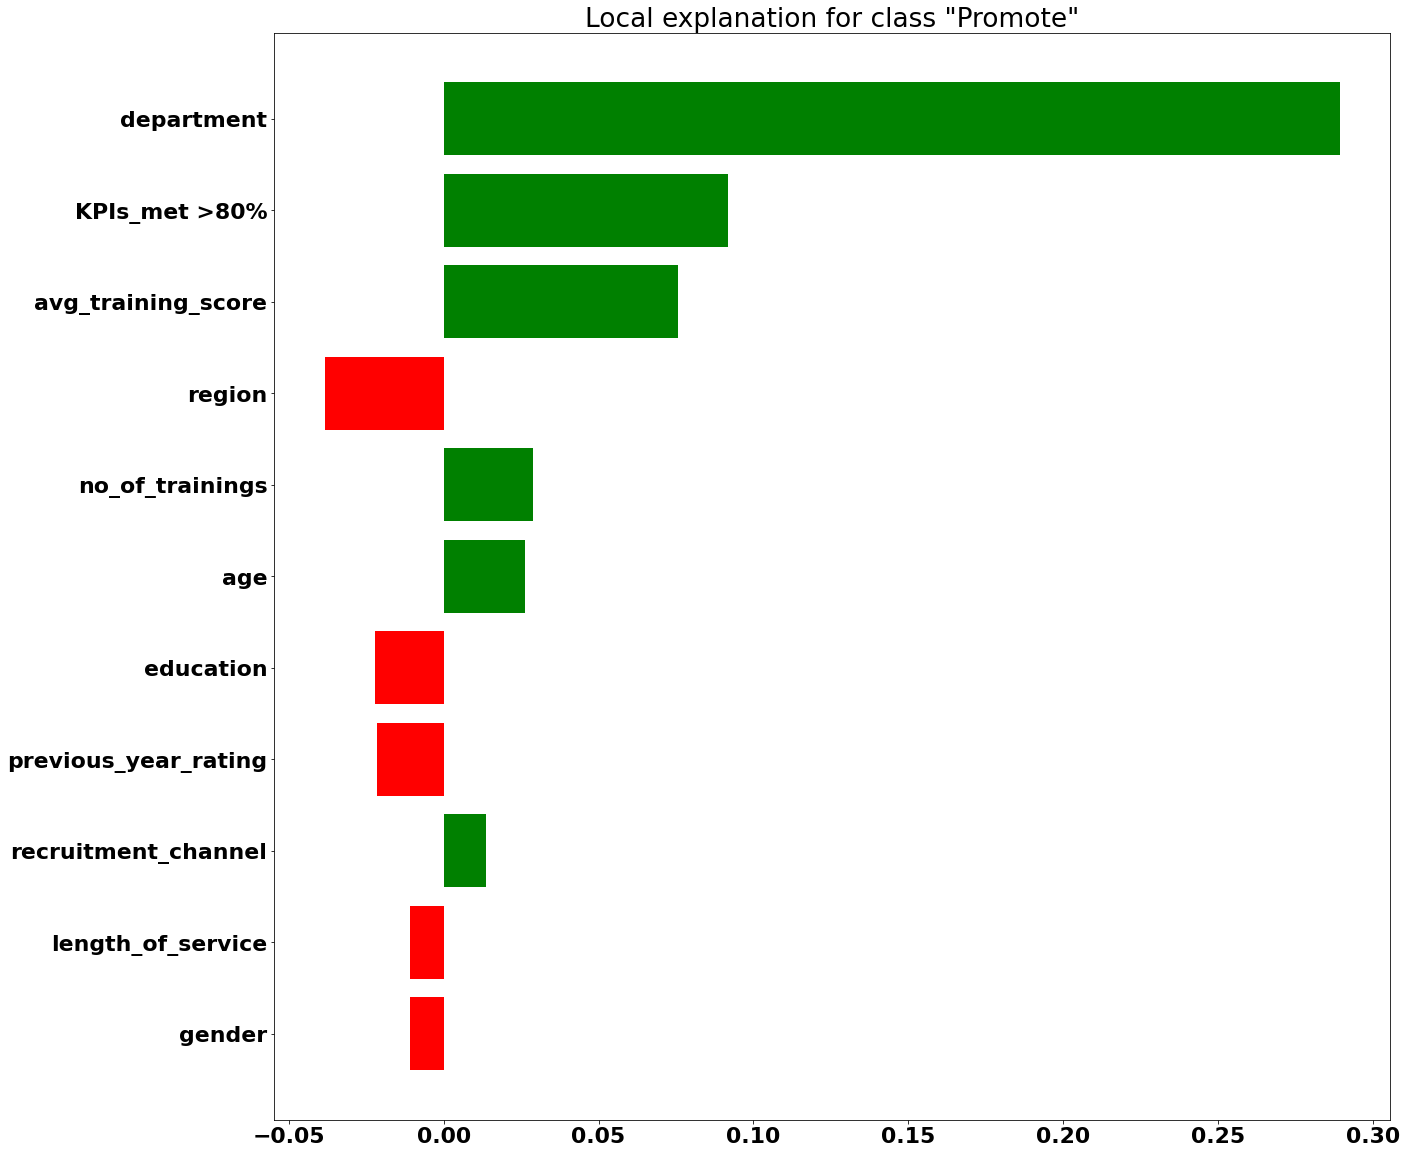 Local explanation for class "Promote"
department
KPIs_met >80%
avg_training_score
region
no_of_trainings
age
education
previous_year_rating
recruitment_channel
length_of_service
gender
−0.05 0.00 0.05 0.10 0.15 0.20 0.25 0.30